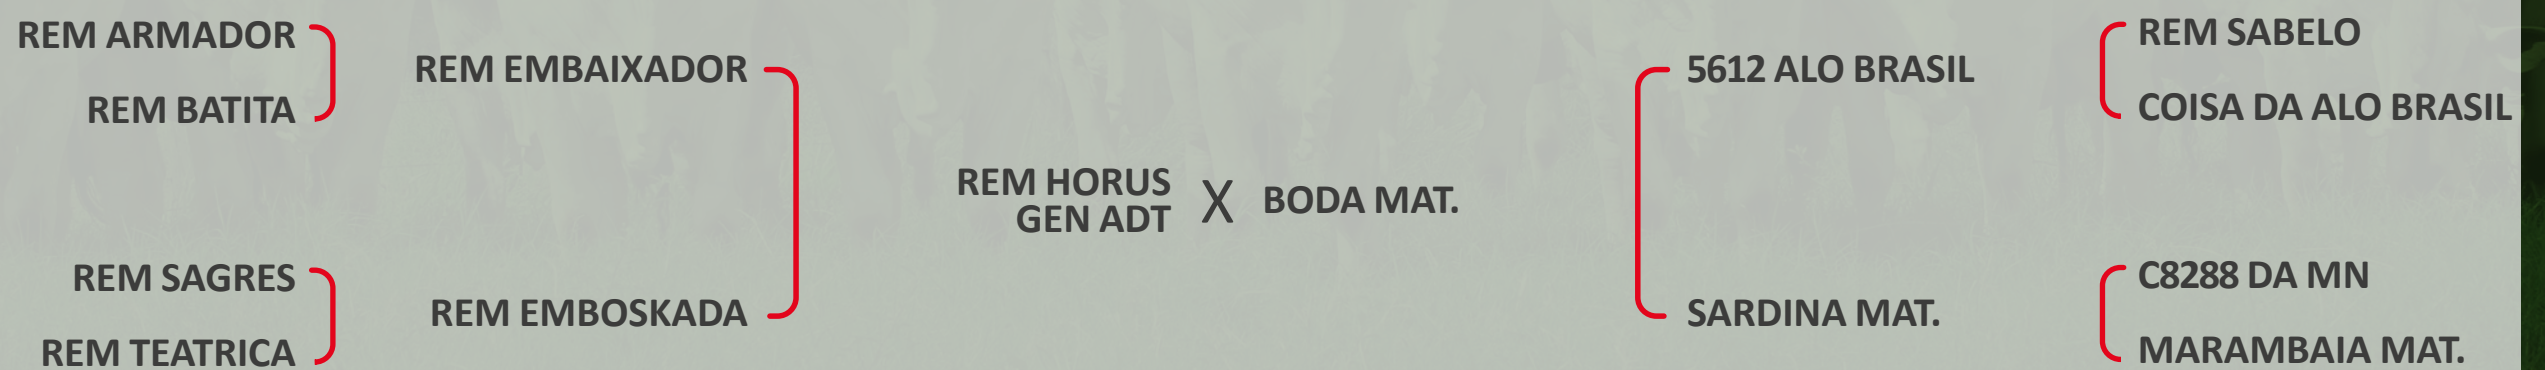 REM ARMADOR
REM BATITA
REM EMBAIXADOR
REM SAGRES
REM TEATRICA
REM EMBOSKADA
REM HORUS
GEN ADT
X
BODA MAT.
5612 ALO BRASIL
SARDINA MAT.
REM SABELO
COISA DA ALO BRASIL
C8288 DA MN
MARAMBAIA MAT.